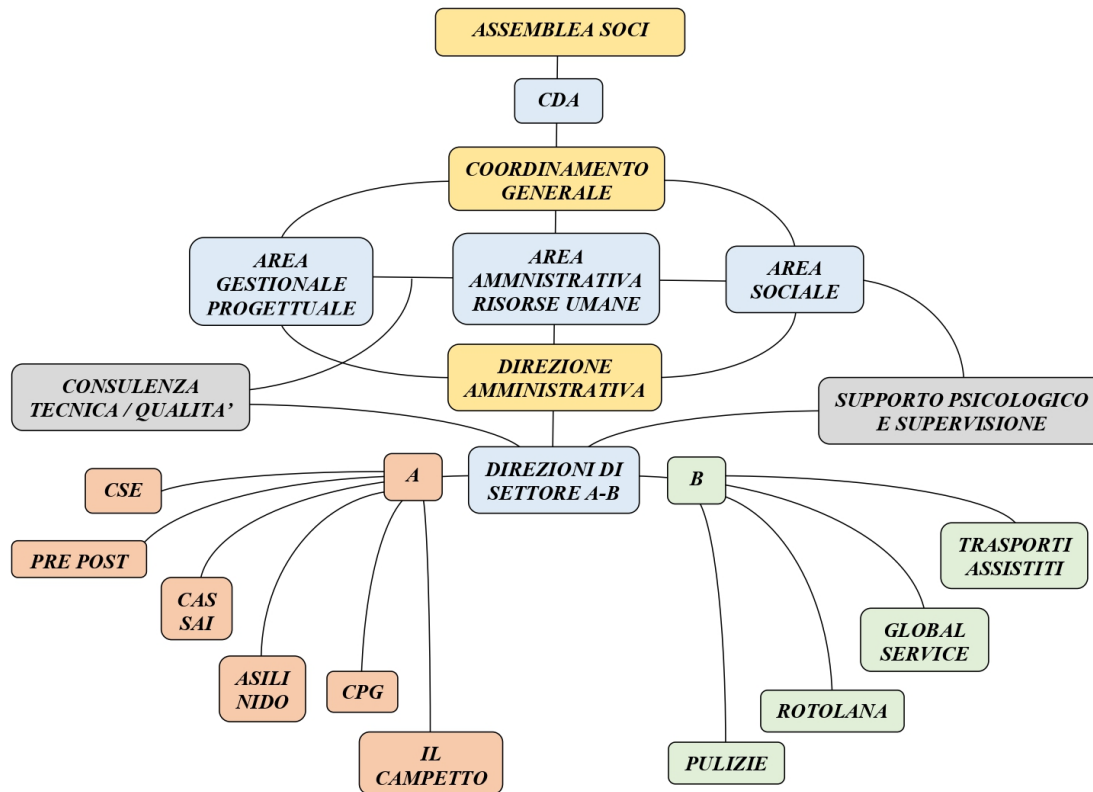 ASSEMBLEA SOCI
CDA
COORDINAMENTO
GENERALE
AREA
GESTIONALE
PROGETTUALE
AREA
AMMNISTRATIVA
RISORSE UMANE
AREA
SOCIALE
CONSULENZA
TECNICA / QUALITA’
DIREZIONE
AMMINISTRATIVA
SUPPORTO PSICOLOGICO
E SUPERVISIONE
DIREZIONI DI
SETTORE A-B
A
B
CSE
PRE POST
CAS
SAI
ASILI
NIDO
CPG
IL
CAMPETTO
TRASPORTI
ASSISTITI
GLOBAL
SERVICE
ROTOLANA
PULIZIE